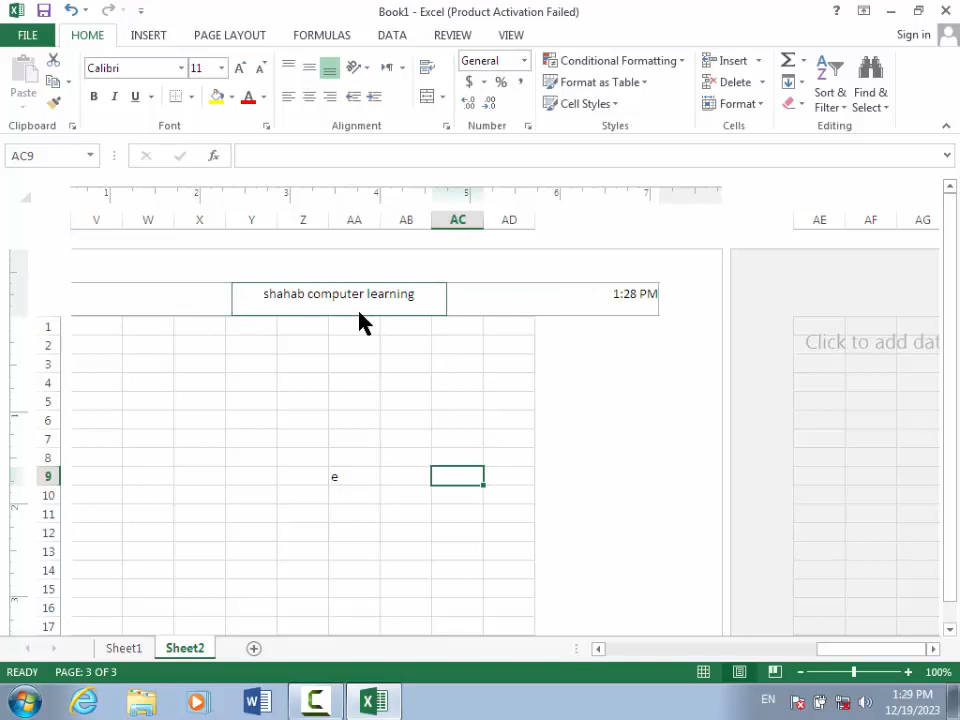 Book1 - Excel (Product Activation Failed)
FILE HOME INSERT PAGE LAYOUT FORMULAS DATA REVIEW VIEW Sign in
Paste Calibri 11 General Conditional Formatting Insert Sort & Find &
B I U $ % Format as Table Delete Filter Select
Cell Styles Format
Clipboard Font Alignment Number Styles Cells Editing
AC9 fx
1 2 3 4 5 6 7
V W X Y Z AA AB AC AD AE AF AG
shahab computer learning 1:28 PM
1
2 Click to add dat
3
4
5
6
7
8
9 e
10
11
12
13
14
15
16
17
Sheet1 Sheet2
READY PAGE: 3 OF 3 100%
EN 1:29 PM
12/19/2023